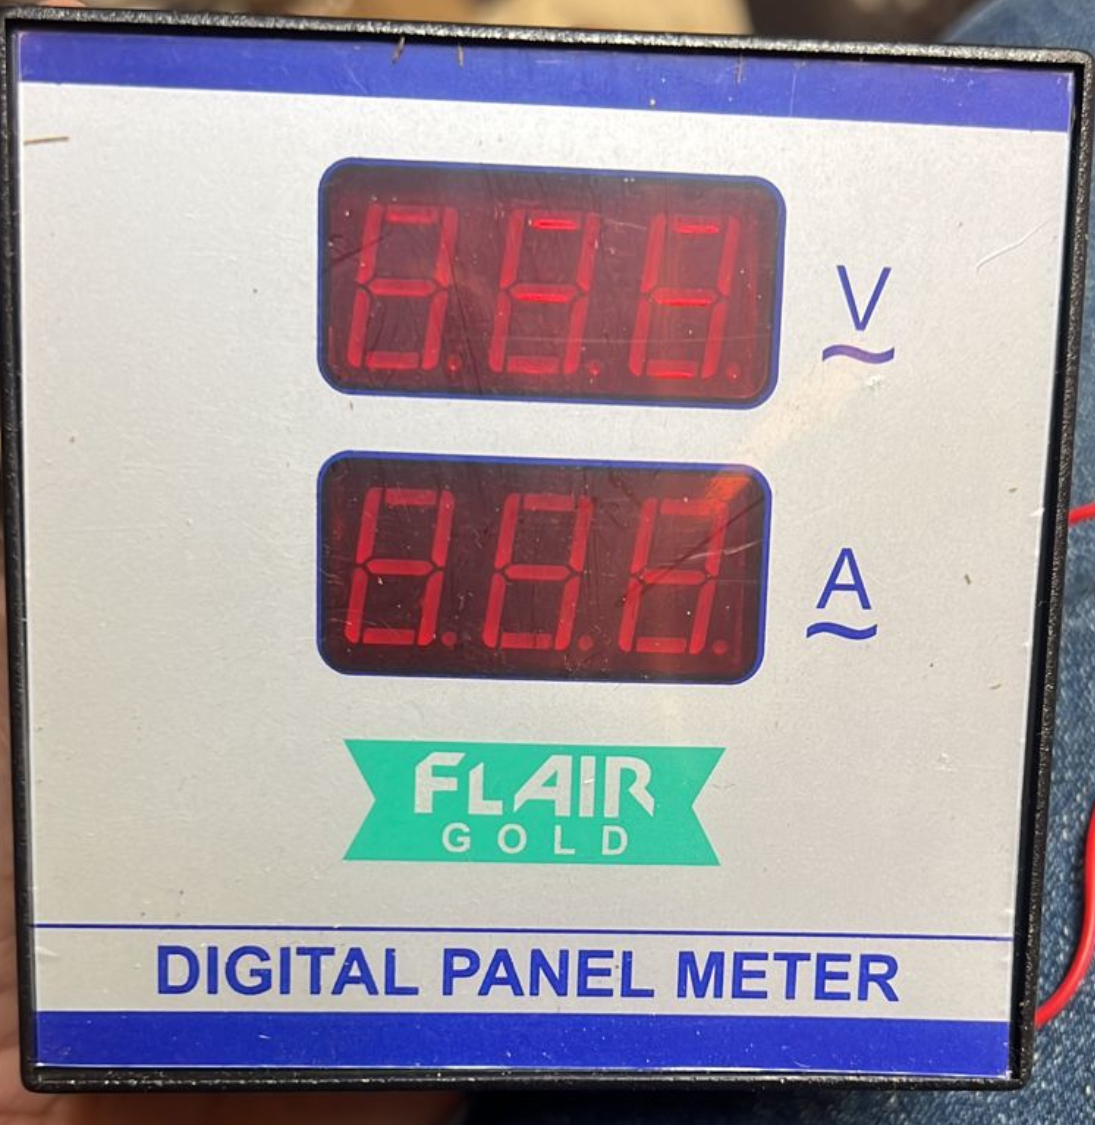 V
A
FLAIR
GOLD
DIGITAL PANEL METER